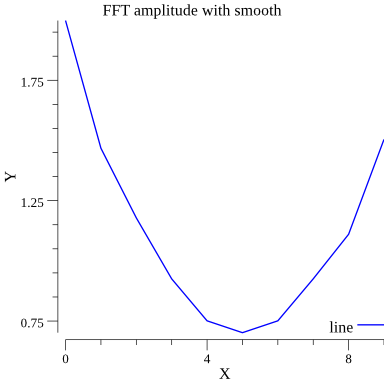 FFT amplitude with smooth
1.75
1.25
0.75
Y
line
0
4
8
X